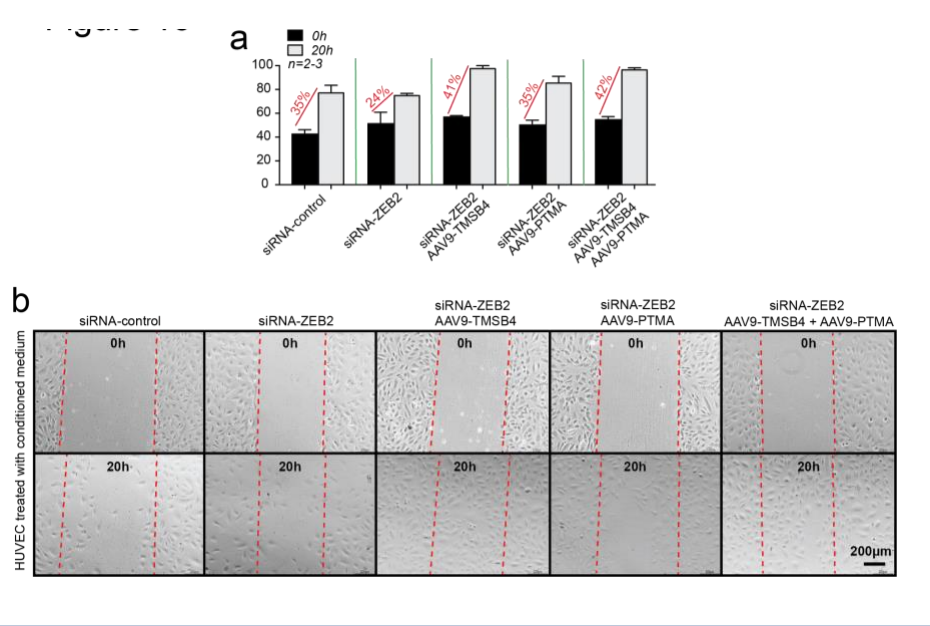 a
0h
20h
n=2-3
100
80
60
40
20
0
35%
24%
41%
35%
42%
siRNA-control
siRNA-ZEB2
siRNA-ZEB2
AAV9-TMSB4
siRNA-ZEB2
AAV9-PTMA
siRNA-ZEB2
AAV9-TMSB4
AAV9-PTMA
b
siRNA-control
siRNA-ZEB2
siRNA-ZEB2
AAV9-TMSB4
siRNA-ZEB2
AAV9-PTMA
siRNA-ZEB2
AAV9-TMSB4 + AAV9-PTMA
HUVEC treated with conditioned medium
0h
0h
0h
0h
0h
20h
20h
20h
20h
20h
200µm